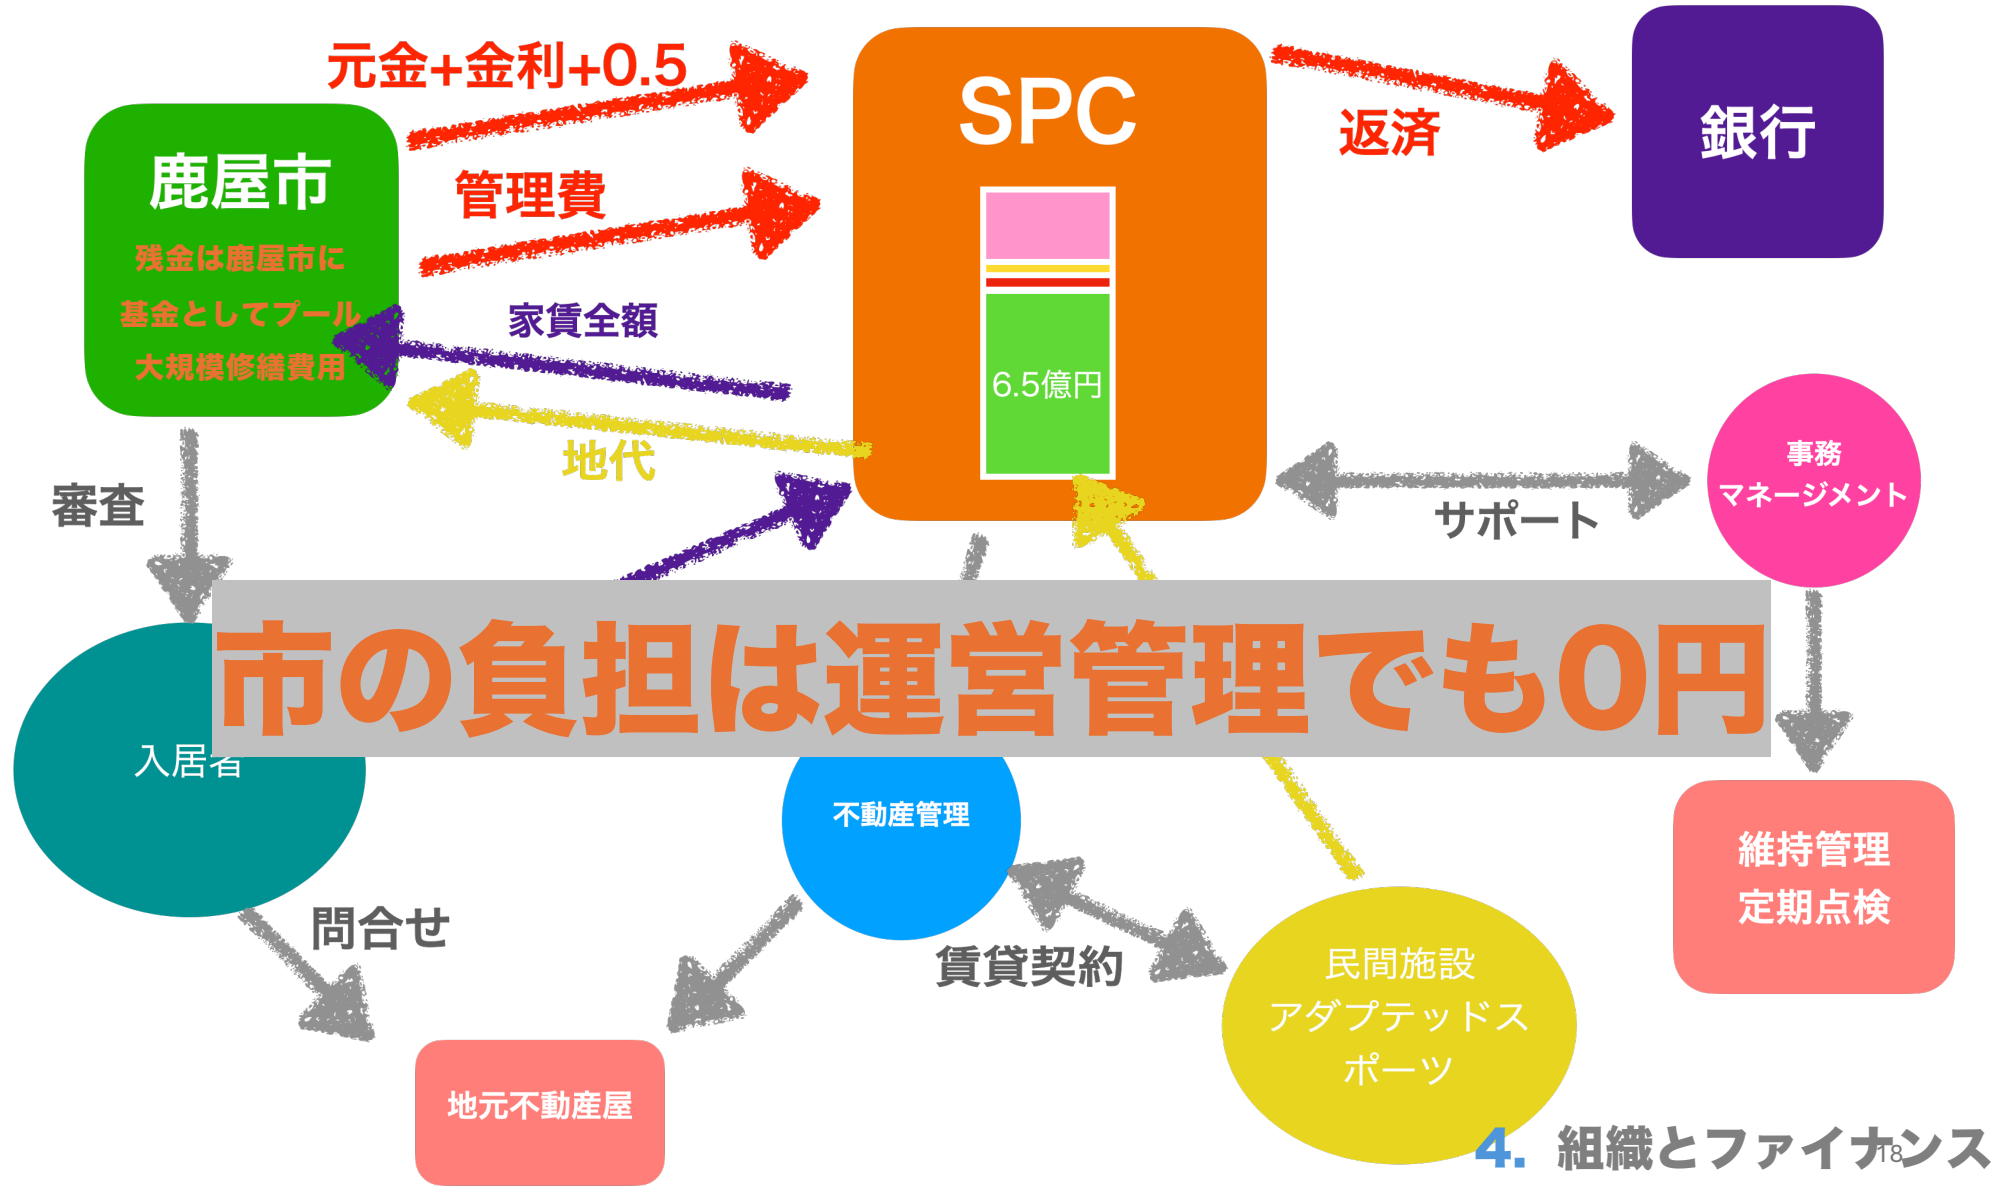 元金+金利+0.5
SPC
返済
銀行
鹿屋市
管理費
残金は鹿屋市に
基金としてプール
大規模修繕費用
家賃全額
6.5億円
地代
審査
サポート
事務
マネージメント
市の負担は運営管理でも0円
入居者
不動産管理
維持管理
定期点検
問合せ
賃貸契約
民間施設
アダプテッドス
ポーツ
地元不動産屋
4. 組織とファイナンス
18